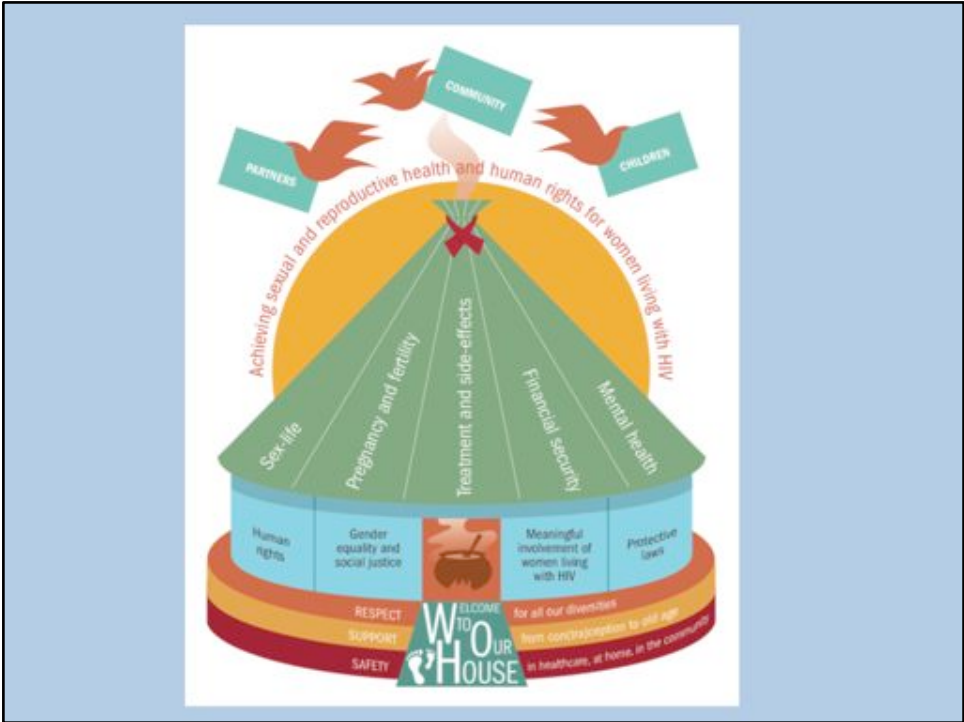 COMMUNITY
PARTNERS
CHILDREN
Achieving sexual and reproductive health and human rights for women living with HIV
Sex-life
Pregnancy and fertility
Treatment and side-effects
Financial security
Mental health
Human
rights
Gender
equality and
social justice
Meaningful
involvement of
women living
with HIV
Protective
laws
RESPECT for all our diversities
SUPPORT from con(tra)ception to old age
SAFETY in healthcare, at home, in the community
WELCOME
TO
OUR
HOUSE